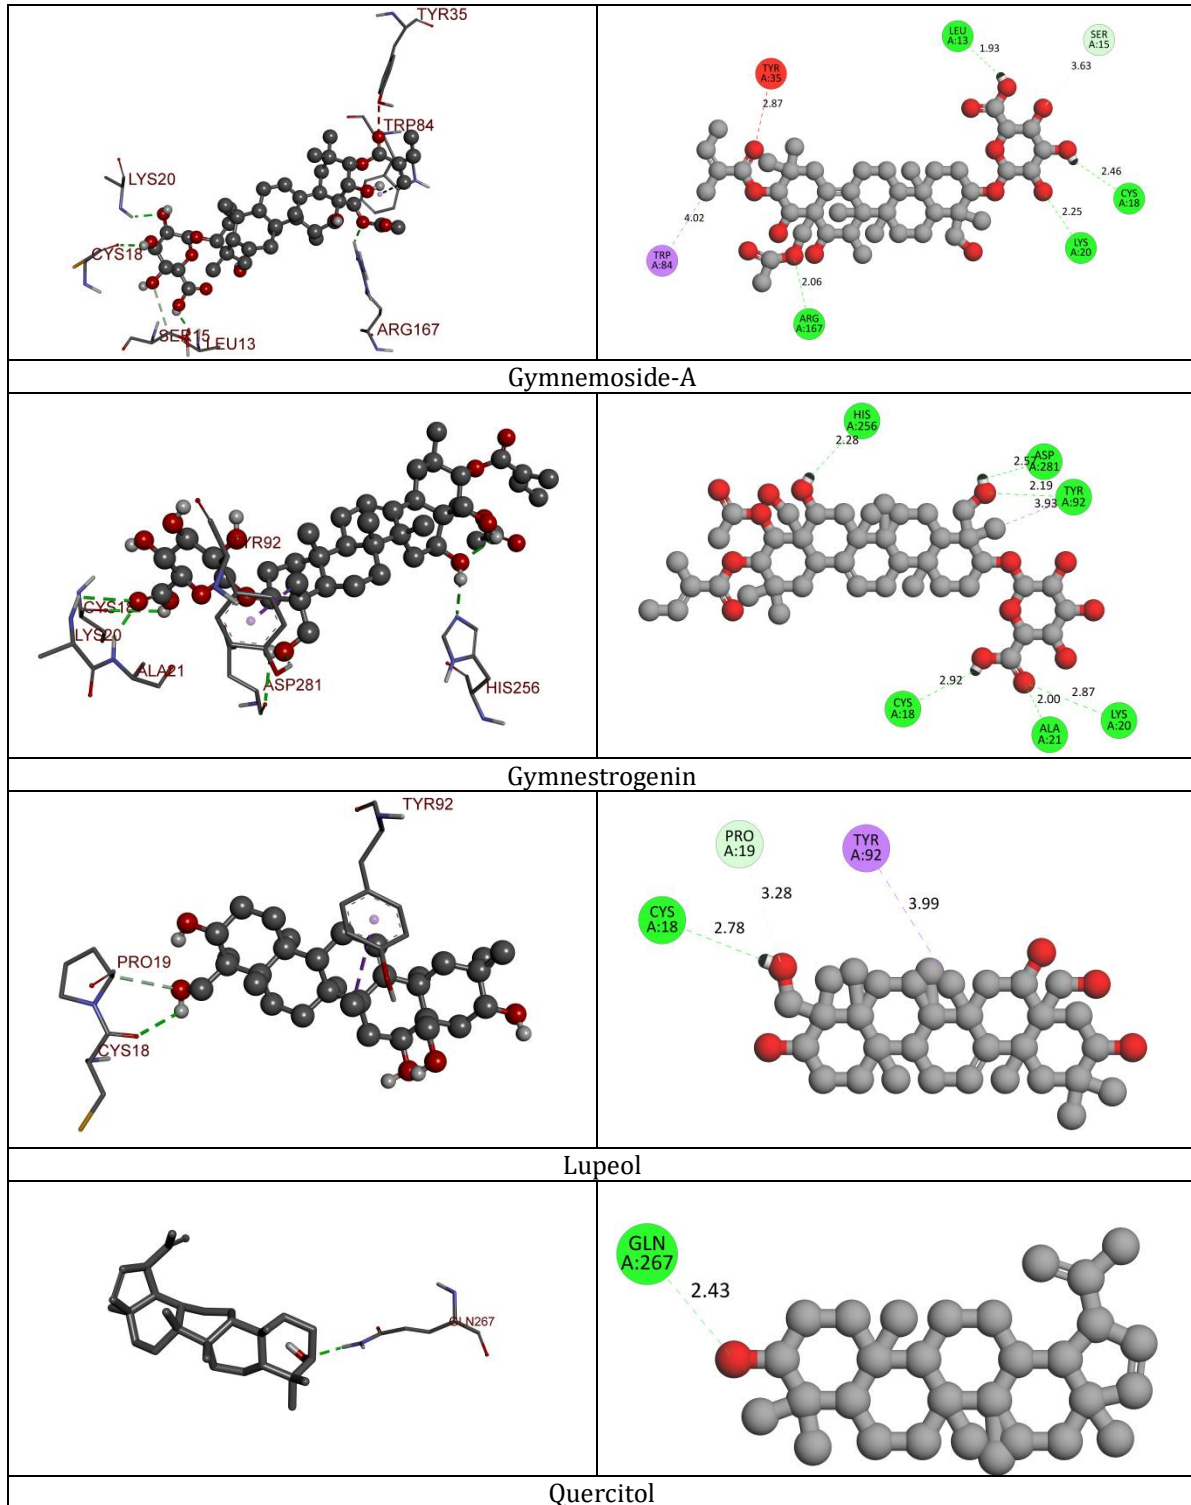 TYR35
TRP84
LYS20
CYS18
SER15
LEU13
ARG167
LEU
A:13
1.93
SER
A:15
3.63
TYR
A:35
2.87
2.46
CYS
A:18
2.25
LYS
A:20
4.02
TRP
A:84
2.06
ARG
A:167
Gymnemoside-A
TYR92
CYS18
LYS20
ALA21
ASP281
HIS256
HIS
A:256
2.28
ASP
A:281
2.57
2.19
TYR
A:92
3.93
2.92
CYS
A:18
2.87
2.00
LYS
A:20
ALA
A:21
Gymnestrogenin
TYR92
PRO19
CYS18
PRO
A:19
TYR
A:92
3.28
3.99
CYS
A:18
2.78
Lupeol
GLN267
GLN
A:267
2.43
Quercitol